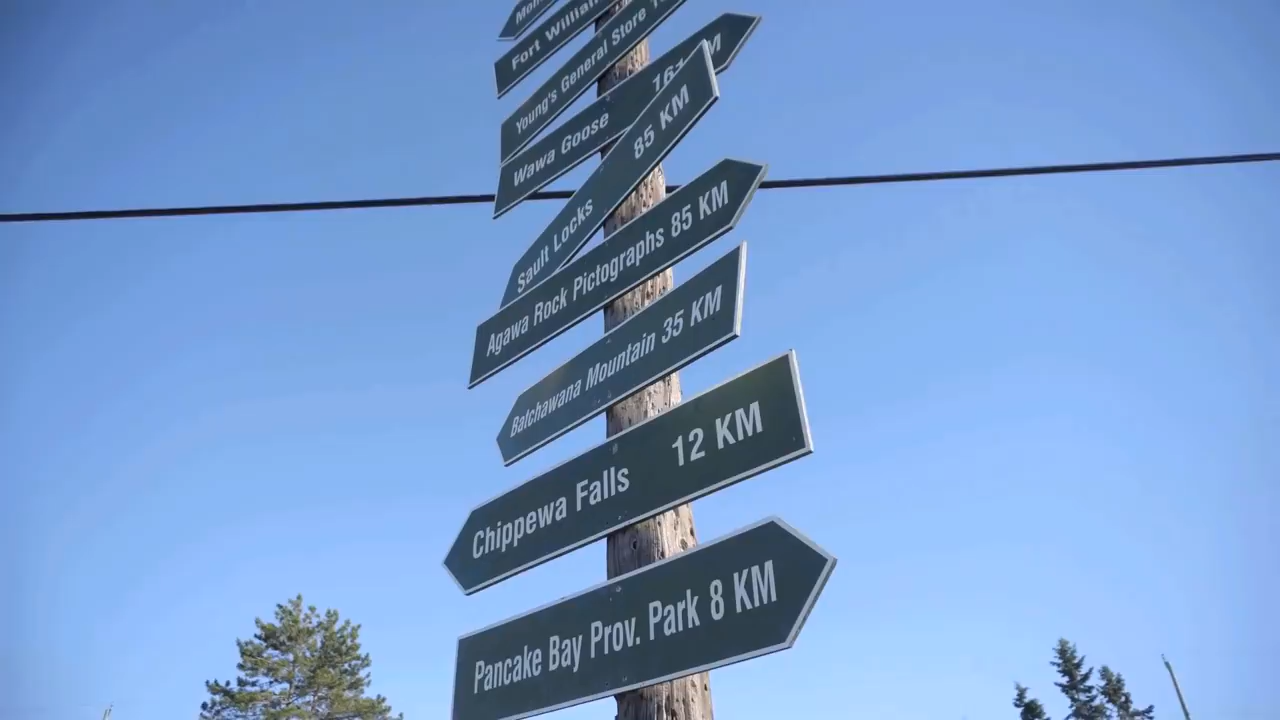 Fort William
Young's General Store
Wawa Goose
Sault Locks 85 KM
Agawa Rock Pictographs 85 KM
Batchawana Mountain 35 KM
Chippewa Falls 12 KM
Pancake Bay Prov. Park 8 KM